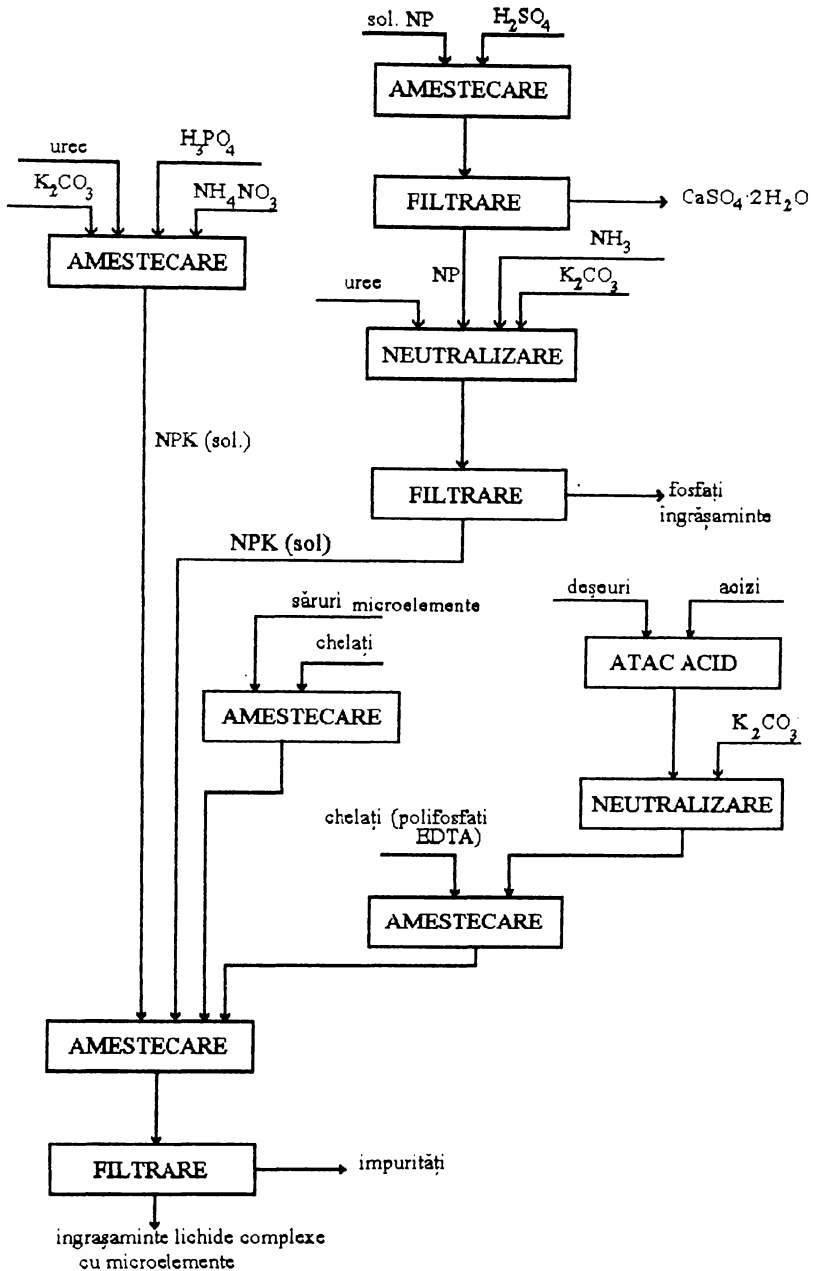 sol. NP
H₂SO₄
AMESTECARE
uree
H₃PO₄
K₂CO₃
NH₄NO₃
AMESTECARE
FILTRARE
CaSO₄·2H₂O
NH₃
NP
uree
K₂CO₃
NEUTRALIZARE
NPK (sol.)
FILTRARE
fosfați
îngrășaminte
NPK (sol)
săruri microelemente
chelați
AMESTECARE
deșeuri
acizi
ATAC ACID
K₂CO₃
NEUTRALIZARE
chelați (polifosfati
EDTA)
AMESTECARE
AMESTECARE
FILTRARE
impurități
ingrașaminte lichide complexe
cu microelemente